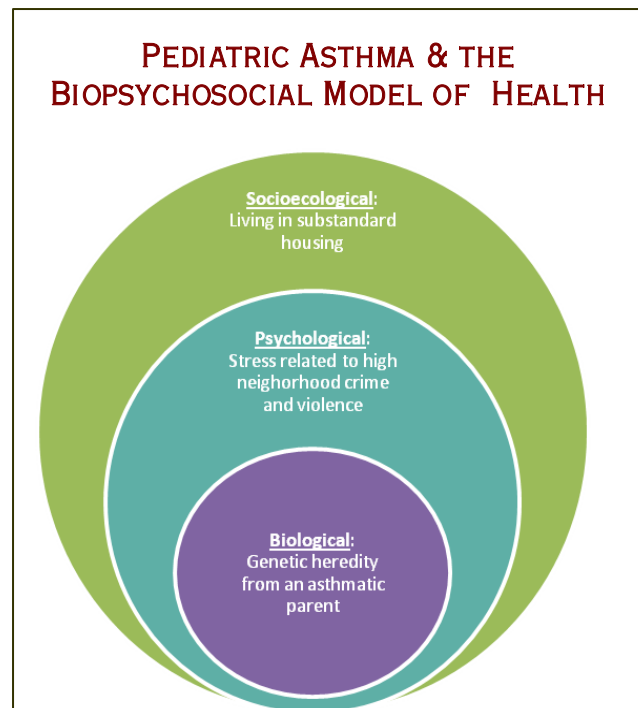 PEDIATRIC ASTHMA & THE
BIOPSYCHOSOCIAL MODEL OF HEALTH
Socioecological:
Living in substandard
housing
Psychological:
Stress related to high
neighorhood crime
and violence
Biological:
Genetic heredity
from an asthmatic
parent